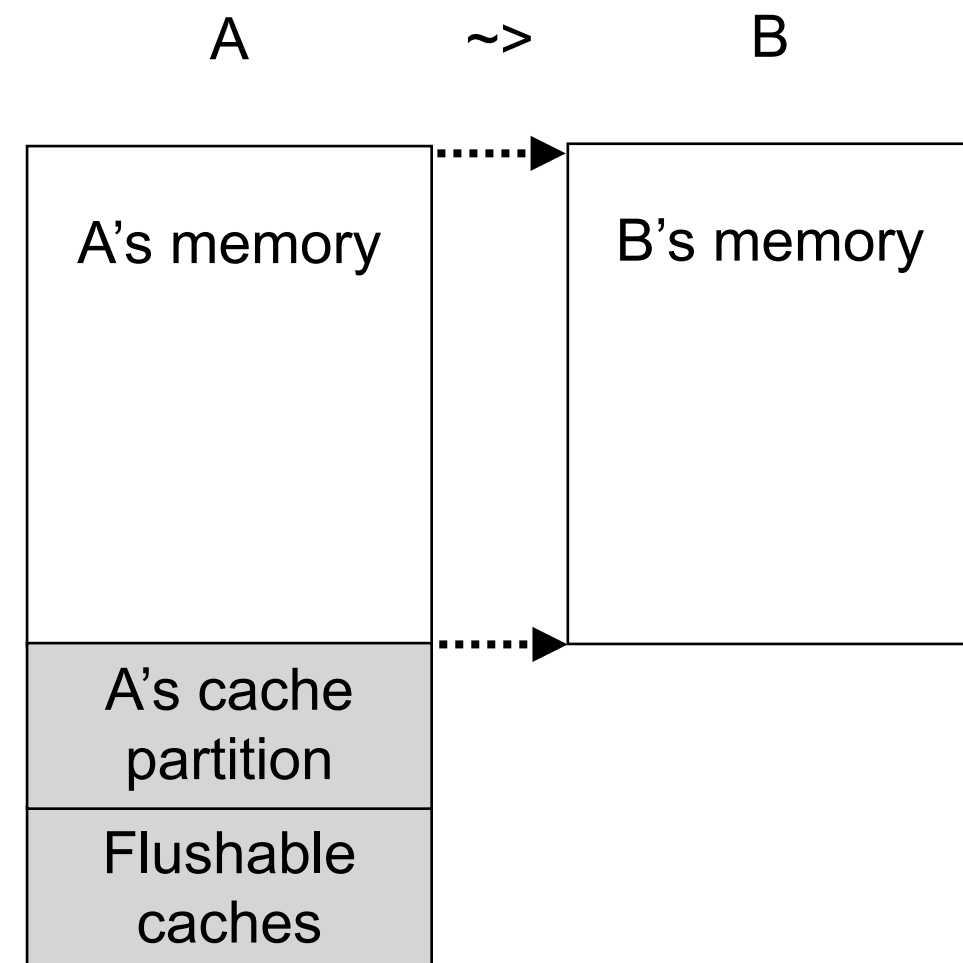 A ~> B
A’s memory
B’s memory
A’s cache
partition
Flushable
caches